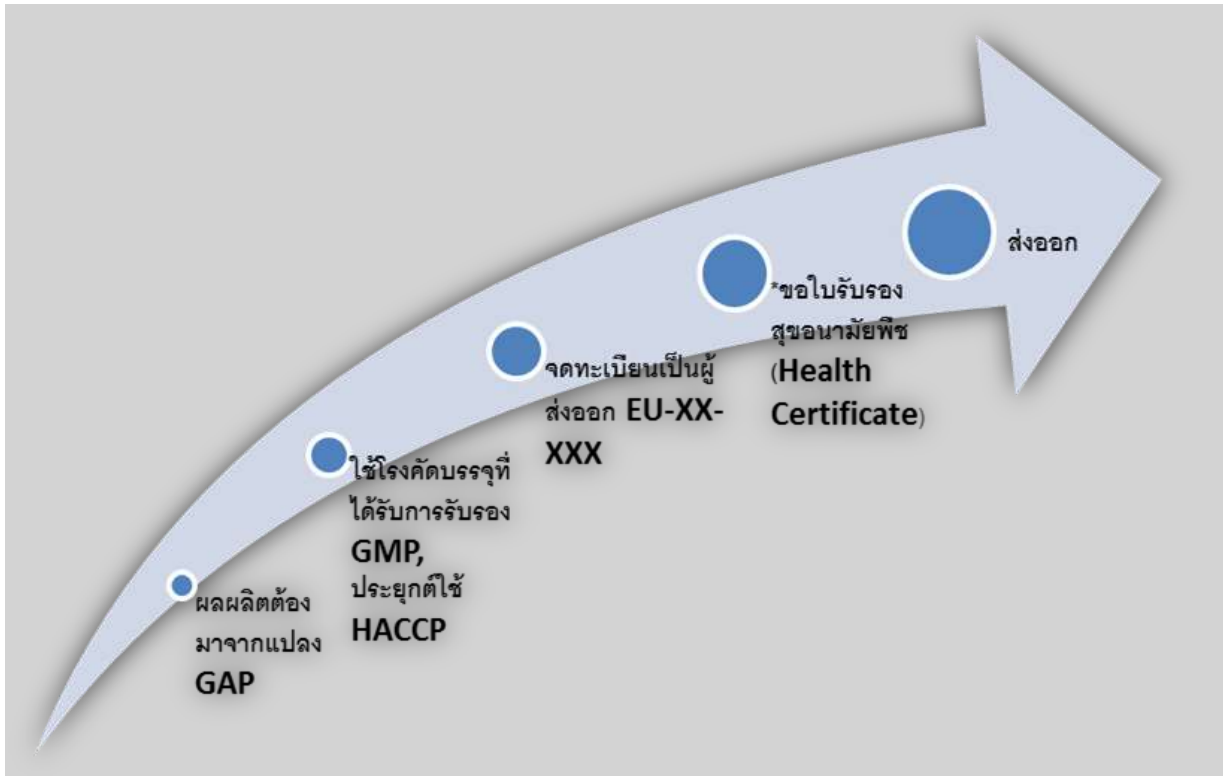 ผลผลิตต้อง
มาจากแปลง
GAP
ใช้โรงคัดบรรจุที่
ได้รับการรับรอง
GMP,
ประยุกต์ใช้
HACCP
จดทะเบียนเป็นผู้
ส่งออก EU-XX-
XXX
*ขอใบรับรอง
สุขอนามัยพืช
(Health
Certificate)
ส่งออก